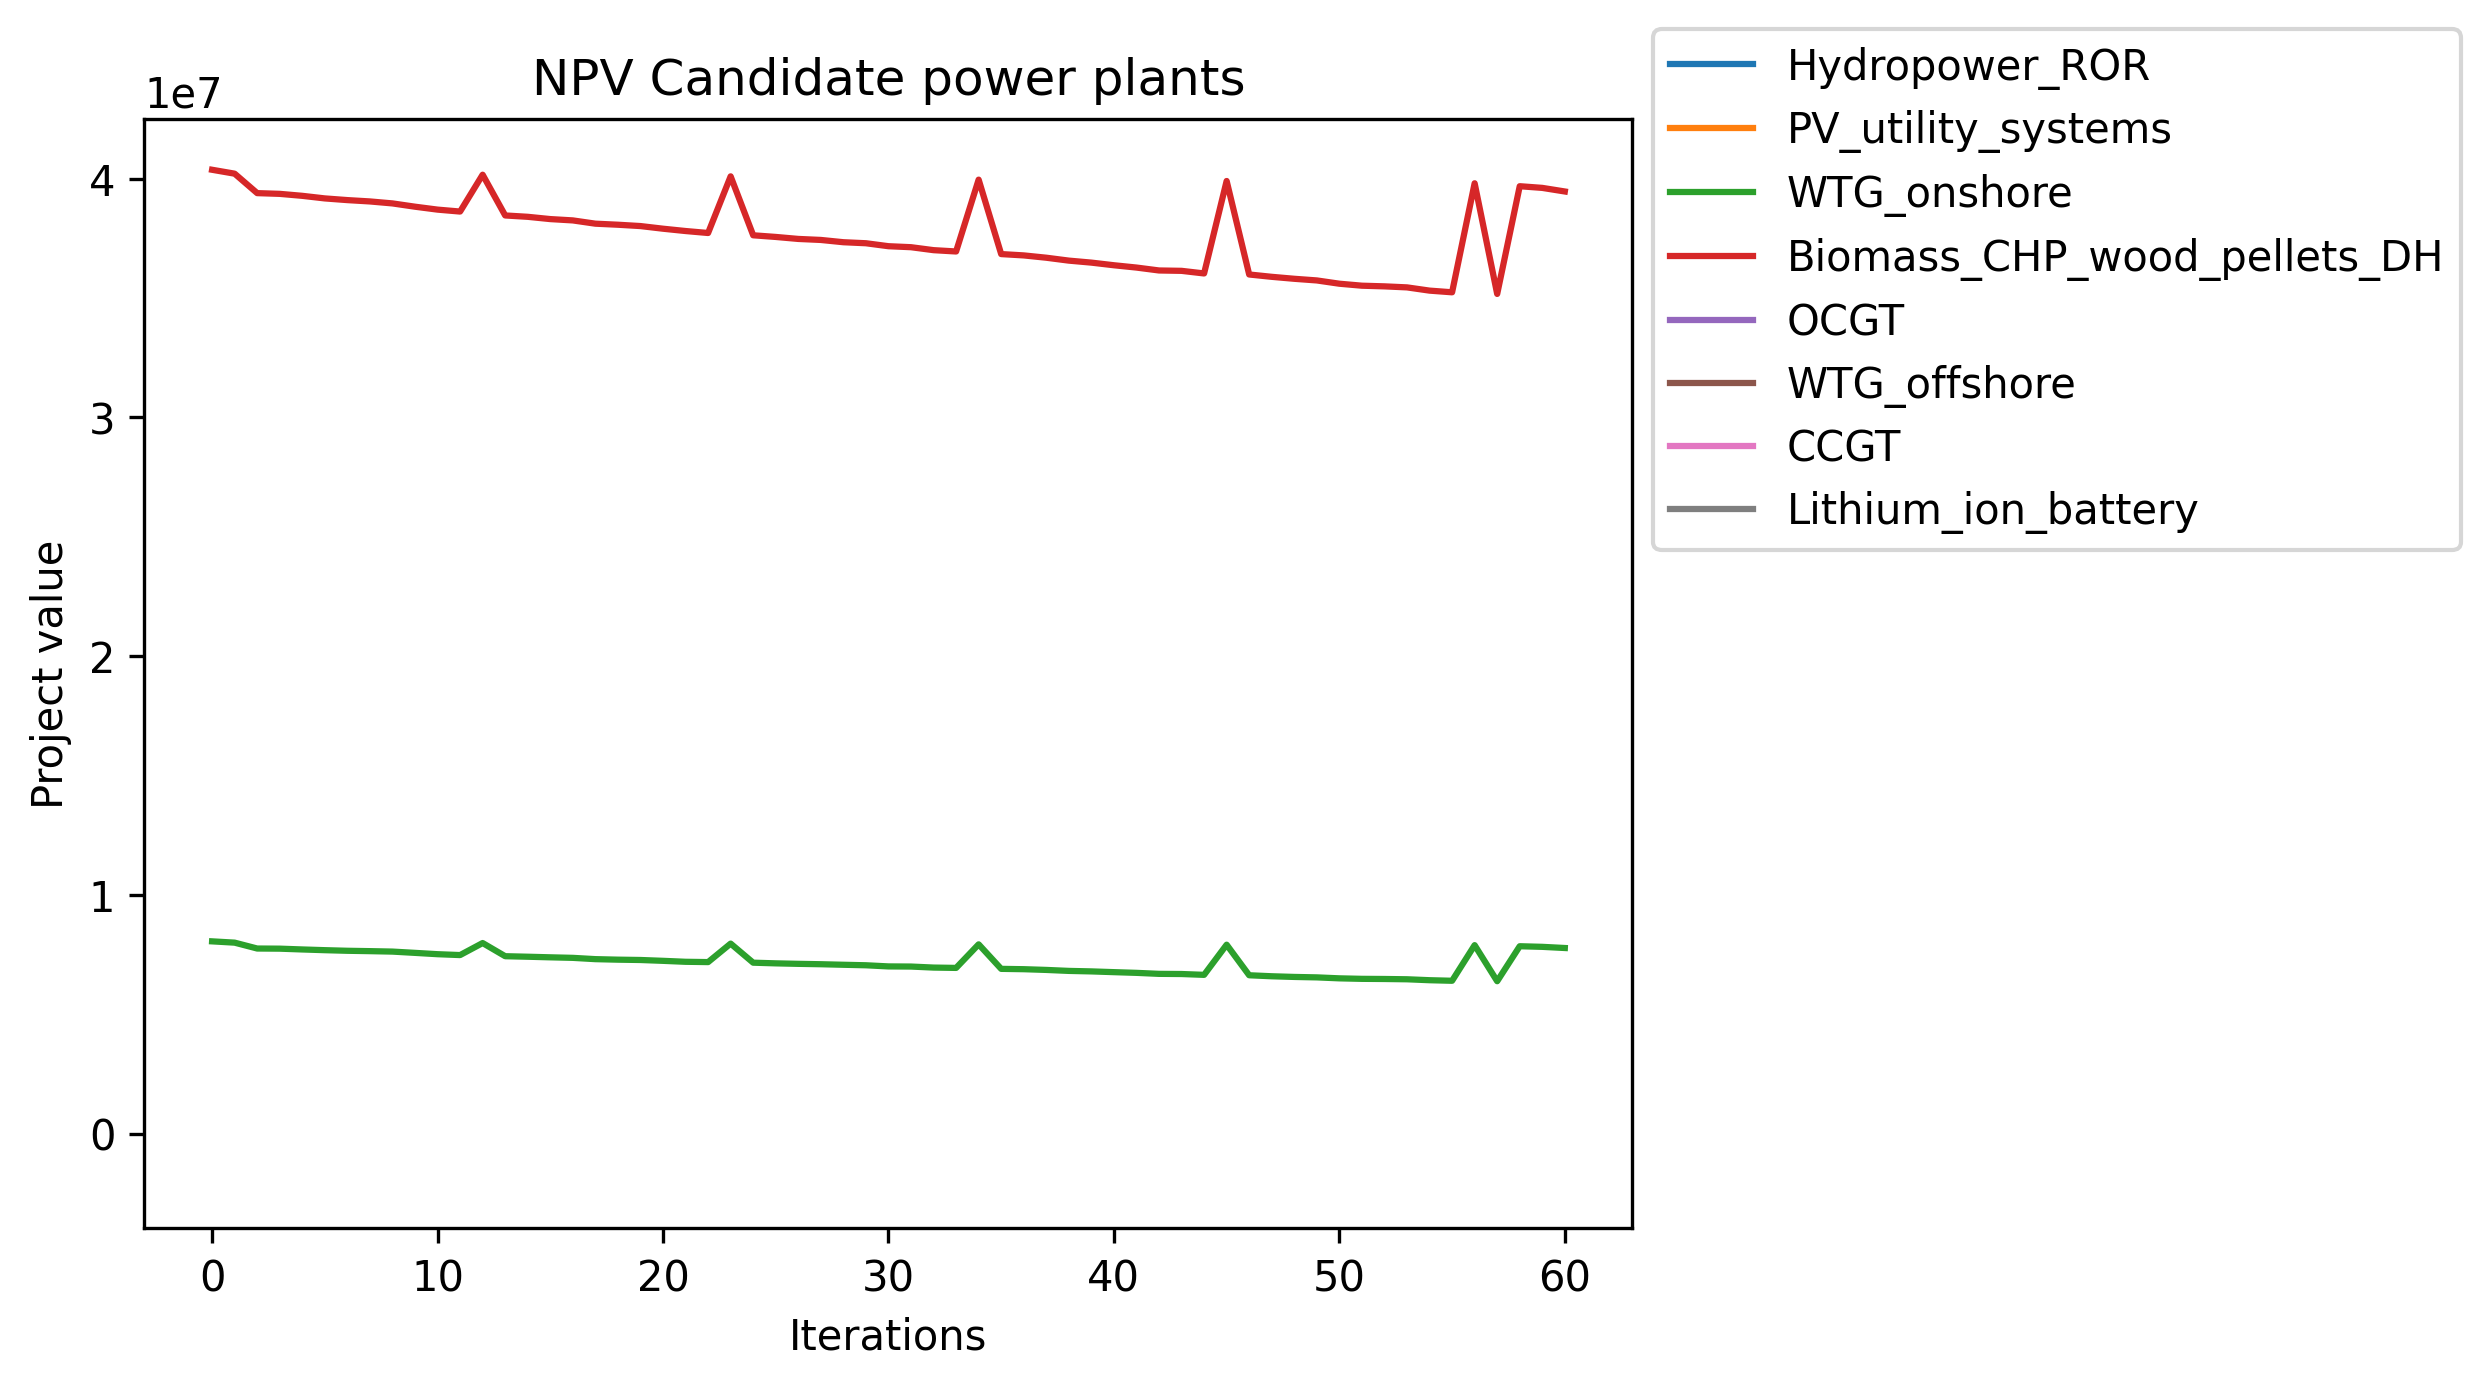 NPV Candidate power plants
1e7
4
3
2
1
0
Project value
0 10 20 30 40 50 60
Iterations
Hydropower_ROR
PV_utility_systems
WTG_onshore
Biomass_CHP_wood_pellets_DH
OCGT
WTG_offshore
CCGT
Lithium_ion_battery